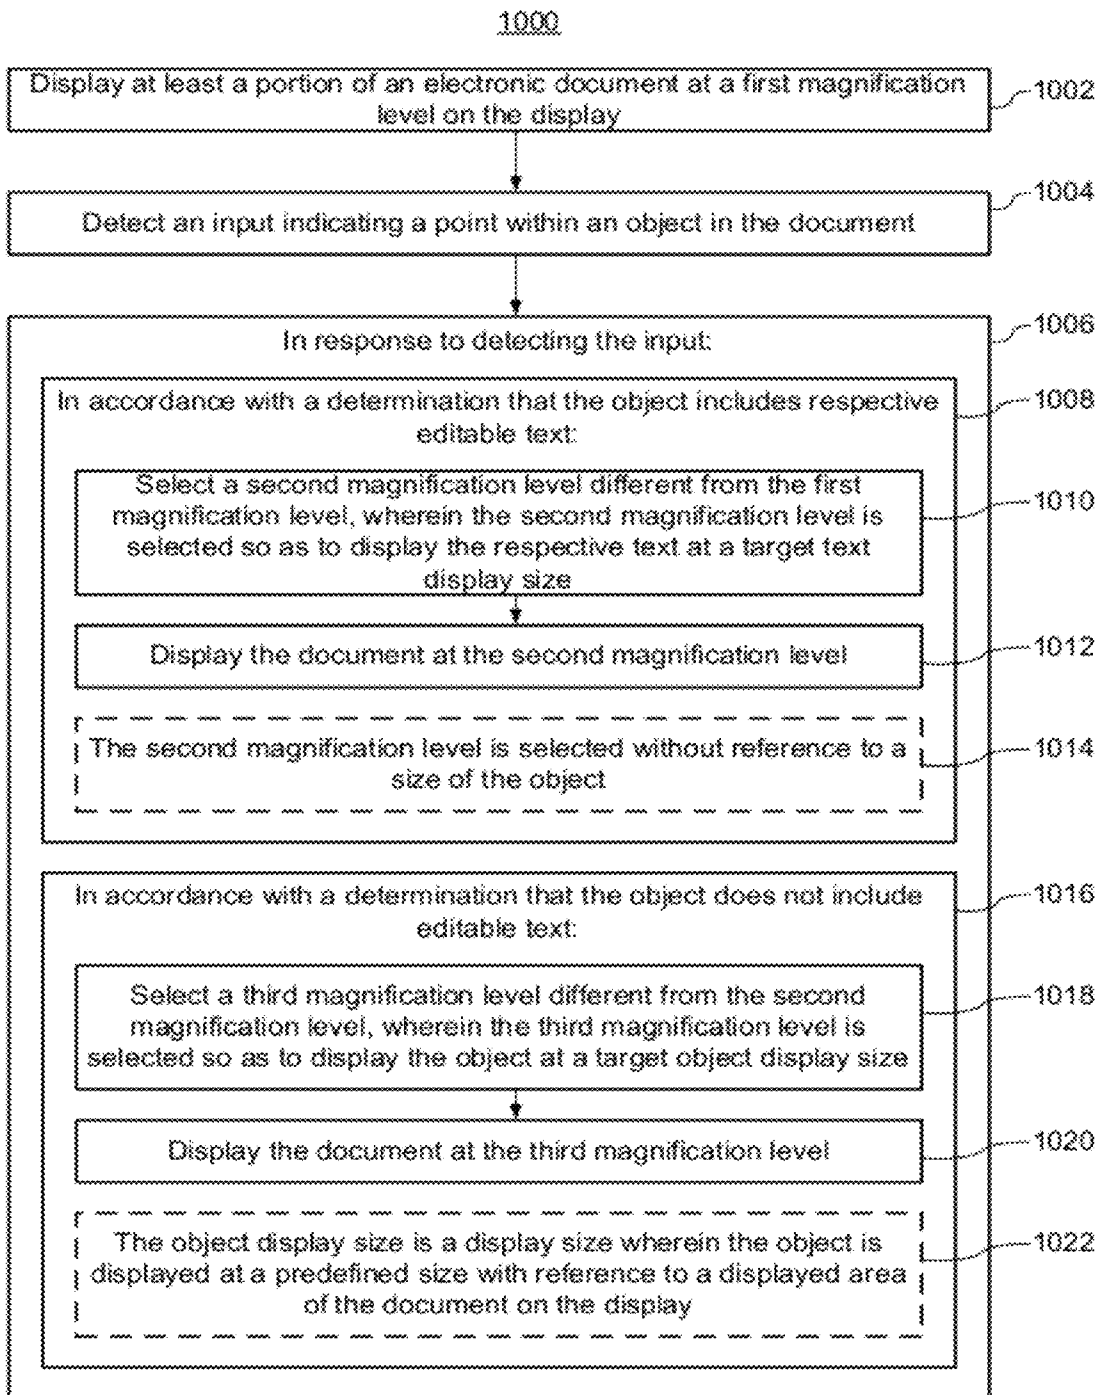 1000
Display at least a portion of an electronic document at a first magnification
level on the display
1002
Detect an input indicating a point within an object in the document
1004
In response to detecting the input:
1006
In accordance with a determination that the object includes respective
editable text:
1008
Select a second magnification level different from the first
magnification level, wherein the second magnification level is
selected so as to display the respective text at a target text
display size
1010
Display the document at the second magnification level
1012
The second magnification level is selected without reference to a
size of the object
1014
In accordance with a determination that the object does not include
editable text:
1016
Select a third magnification level different from the second
magnification level, wherein the third magnification level is
selected so as to display the object at a target object display size
1018
Display the document at the third magnification level
1020
The object display size is a display size wherein the object is
displayed at a predefined size with reference to a displayed area
of the document on the display
1022